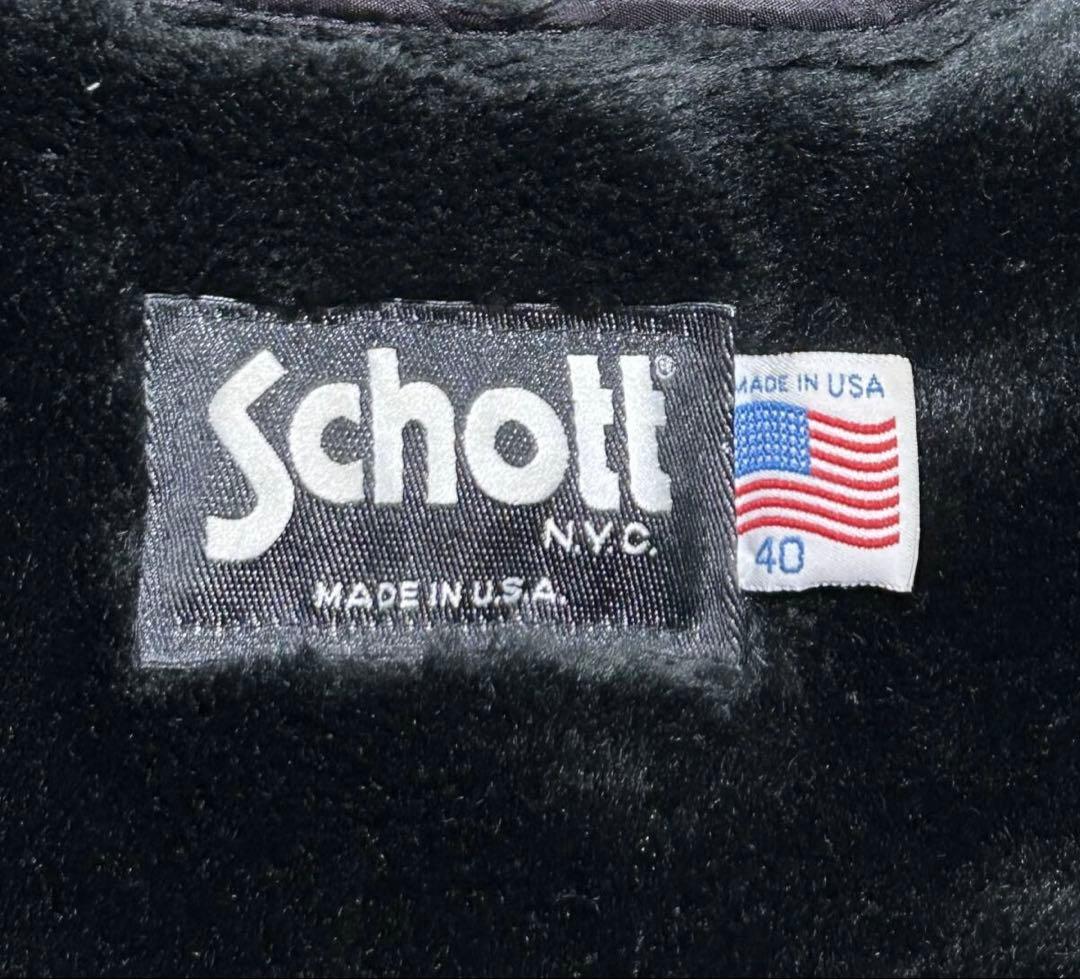 Schott®
N.Y.C.
MADE IN U.S.A.
MADE IN USA
40